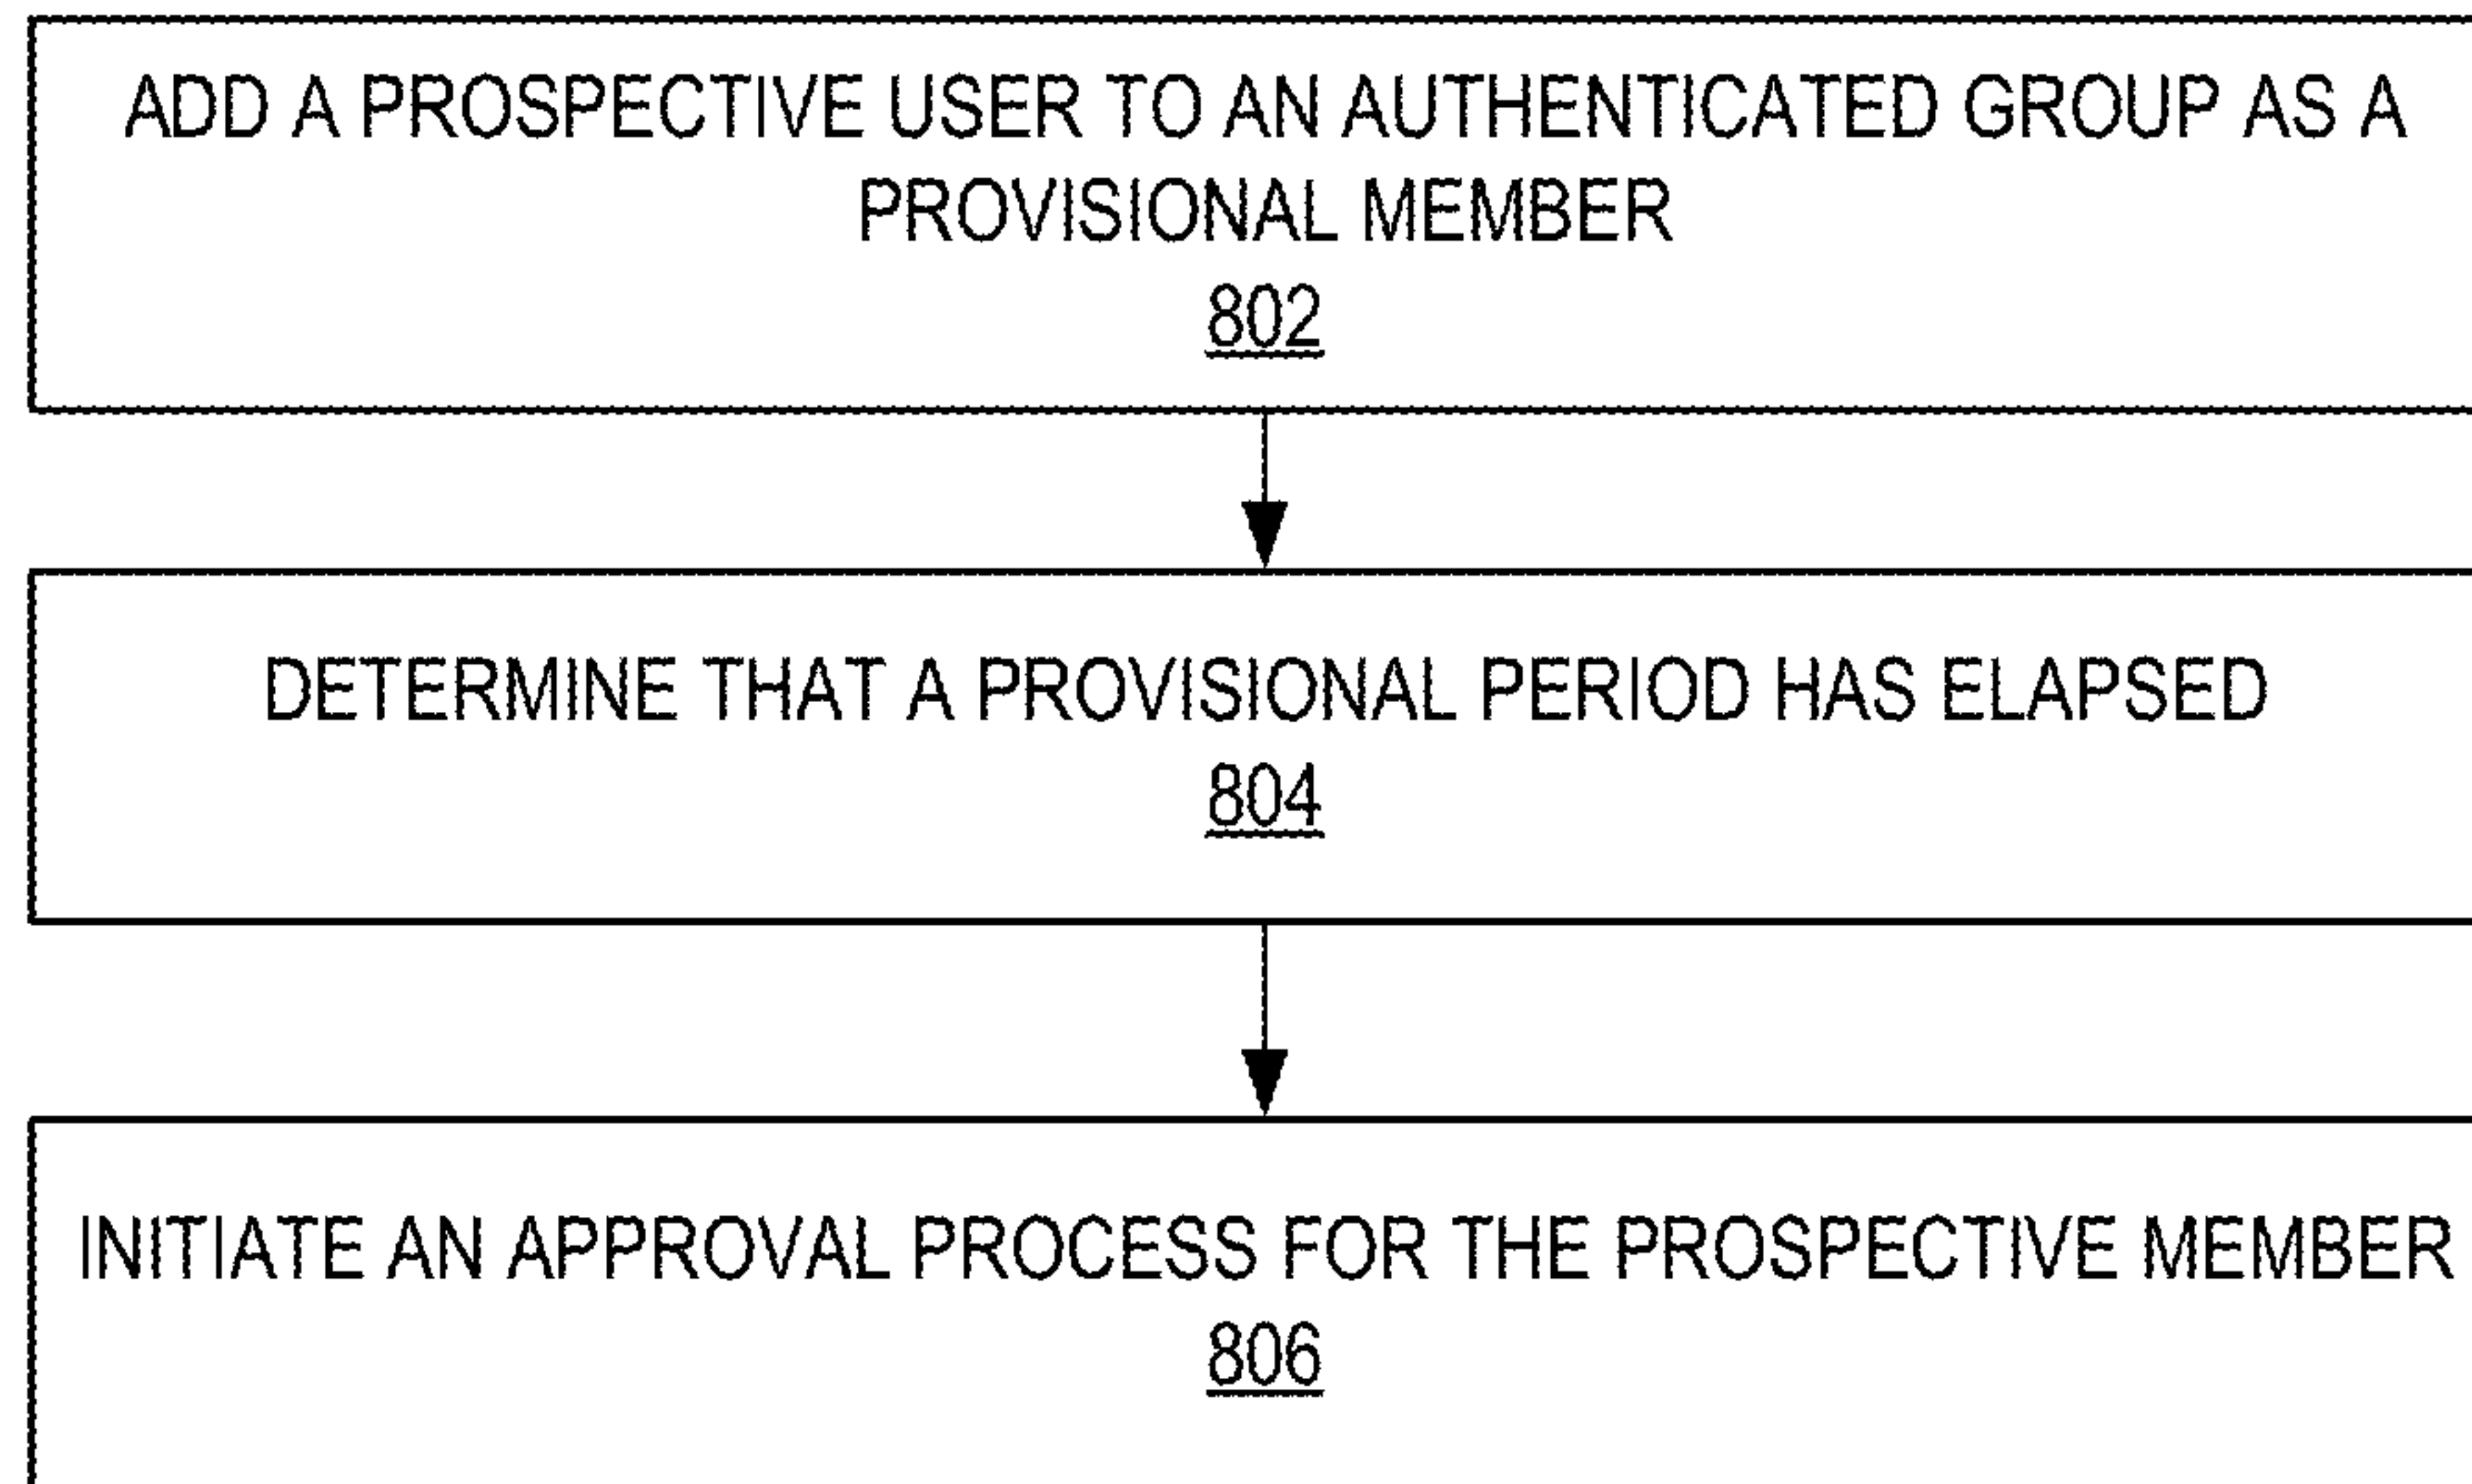 ADD A PROSPECTIVE USER TO AN AUTHENTICATED GROUP AS A
PROVISIONAL MEMBER
802
DETERMINE THAT A PROVISIONAL PERIOD HAS ELAPSED
804
INITIATE AN APPROVAL PROCESS FOR THE PROSPECTIVE MEMBER
806